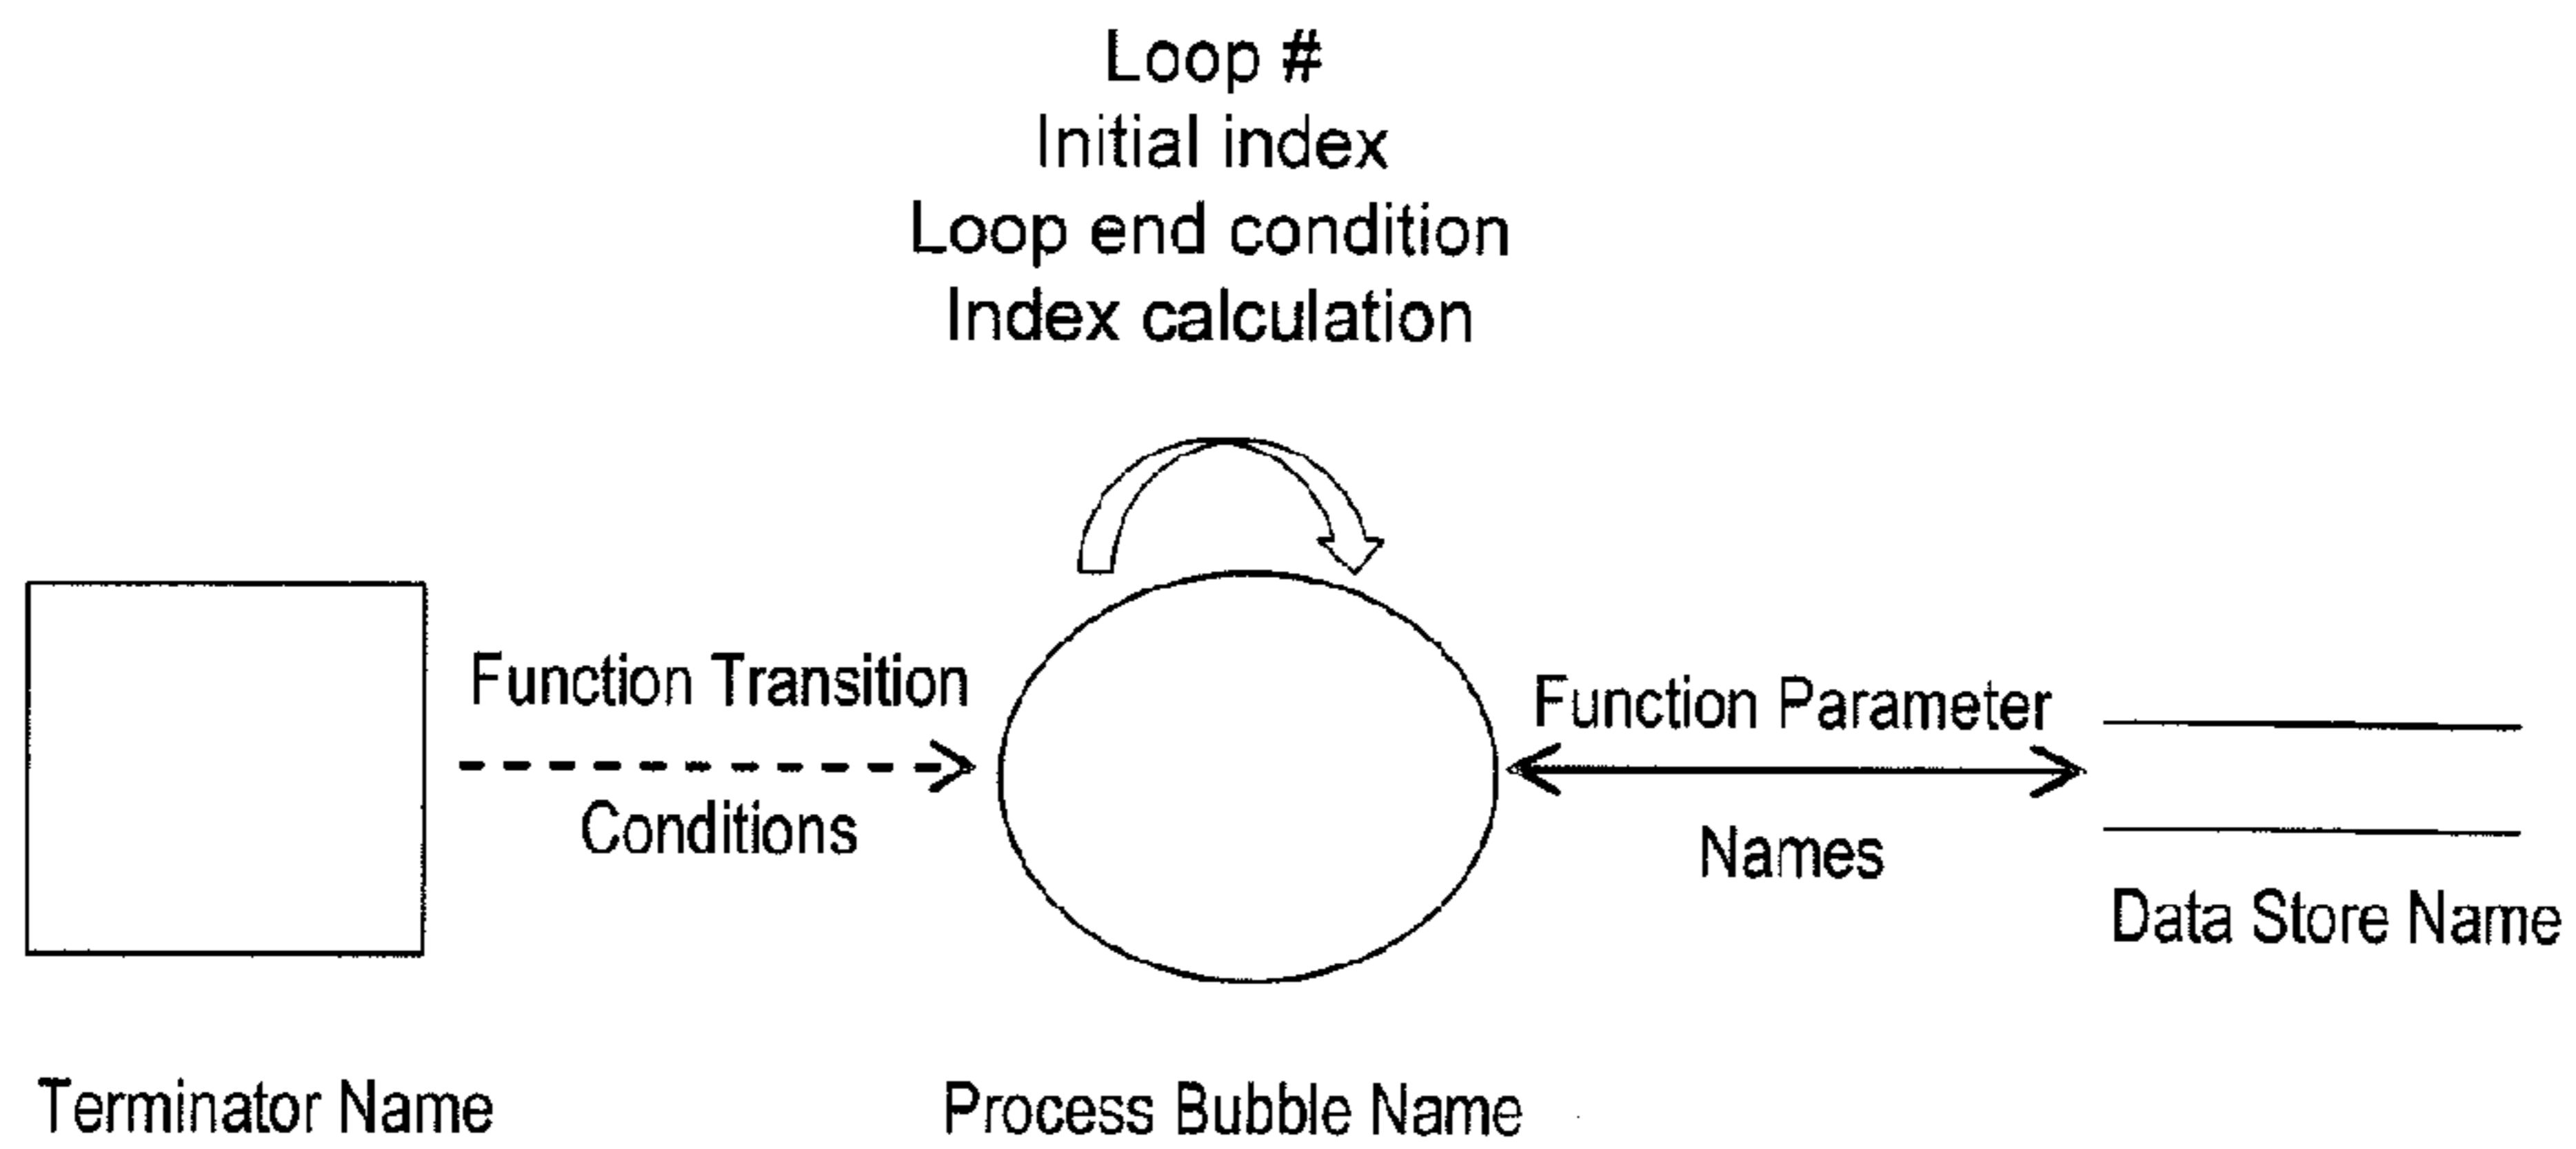 Loop #
Initial index
Loop end condition
Index calculation
Function Transition
Conditions
Function Parameter
Names
Data Store Name
Terminator Name
Process Bubble Name